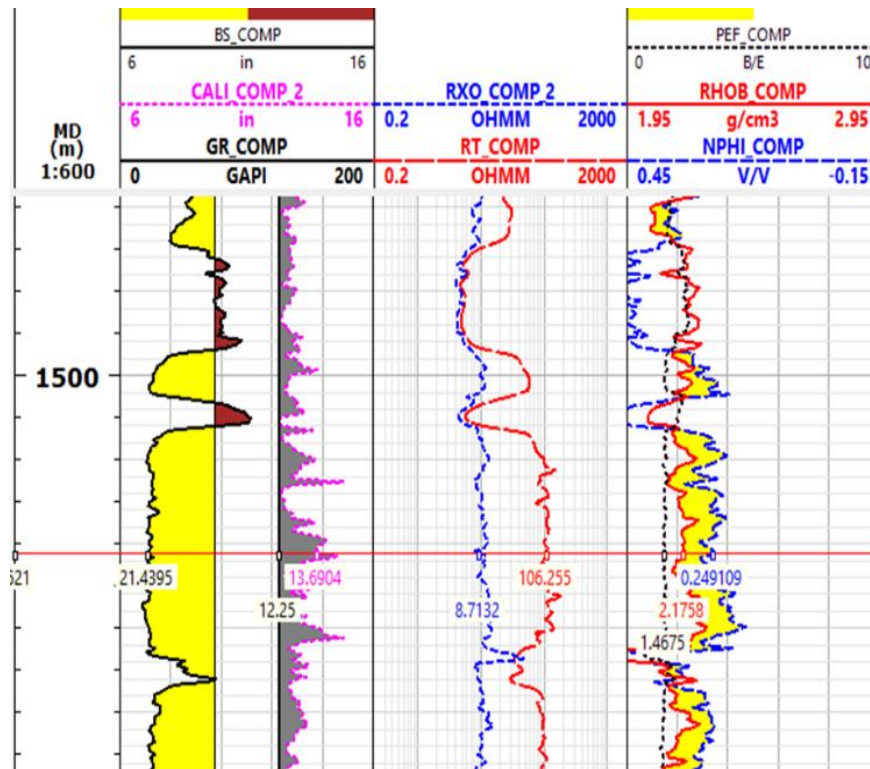 BS_COMP
6 in 16
CALI_COMP_2
6 in 16
GR_COMP
0 GAPI 200
RXO_COMP_2
0.2 OHMM 2000
RT_COMP
0.2 OHMM 2000
PEF_COMP
0 B/E 10
RHOB_COMP
1.95 g/cm3 2.95
NPHI_COMP
0.45 V/V -0.15
MD
(m)
1:600
1500
21.4395
13.6904
12.25
106.255
8.7132
0.249109
2.1758
1.4675